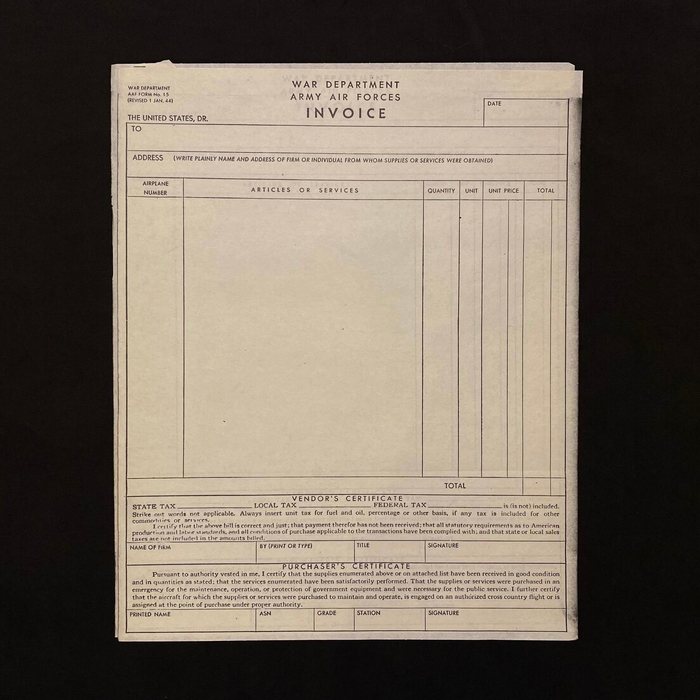 WAR DEPARTMENT
AAF FORM No. 15
(REVISED 1 JAN. 44)
WAR DEPARTMENT
ARMY AIR FORCES
INVOICE
DATE
THE UNITED STATES, DR.
TO
ADDRESS (WRITE PLAINLY NAME AND ADDRESS OF FIRM OR INDIVIDUAL FROM WHOM SUPPLIES OR SERVICES WERE OBTAINED)
AIRPLANE NUMBER
ARTICLES OR SERVICES
QUANTITY
UNIT
UNIT PRICE
TOTAL
TOTAL
VENDOR'S CERTIFICATE
STATE TAX LOCAL TAX FEDERAL TAX is (is not) included.
Strike out words not applicable. Always insert unit tax for fuel and oil, percentage or other basis, if any tax is included for other
commodities or services.
I certify that the above bill is correct and just; that payment therefor has not been received; that all statutory requirements as to American
production and labor standards, and all conditions of purchase applicable to the transactions have been complied with; and that state or local sales
taxes are not included in the amounts billed.
NAME OF FIRM
BY (PRINT OR TYPE)
TITLE
SIGNATURE
PURCHASER'S CERTIFICATE
Pursuant to authority vested in me, I certify that the supplies enumerated above or on attached list have been received in good condition
and in quantities as stated; that the services enumerated have been satisfactorily performed. That the supplies or services were purchased in an
emergency for the maintenance, operation, or protection of government equipment and were necessary for the public service. I further certify
that the aircraft for which the supplies or services were purchased to maintain and operate, is engaged on an authorized cross country flight or is
assigned at the point of purchase under proper authority.
PRINTED NAME
ASN
GRADE
STATION
SIGNATURE